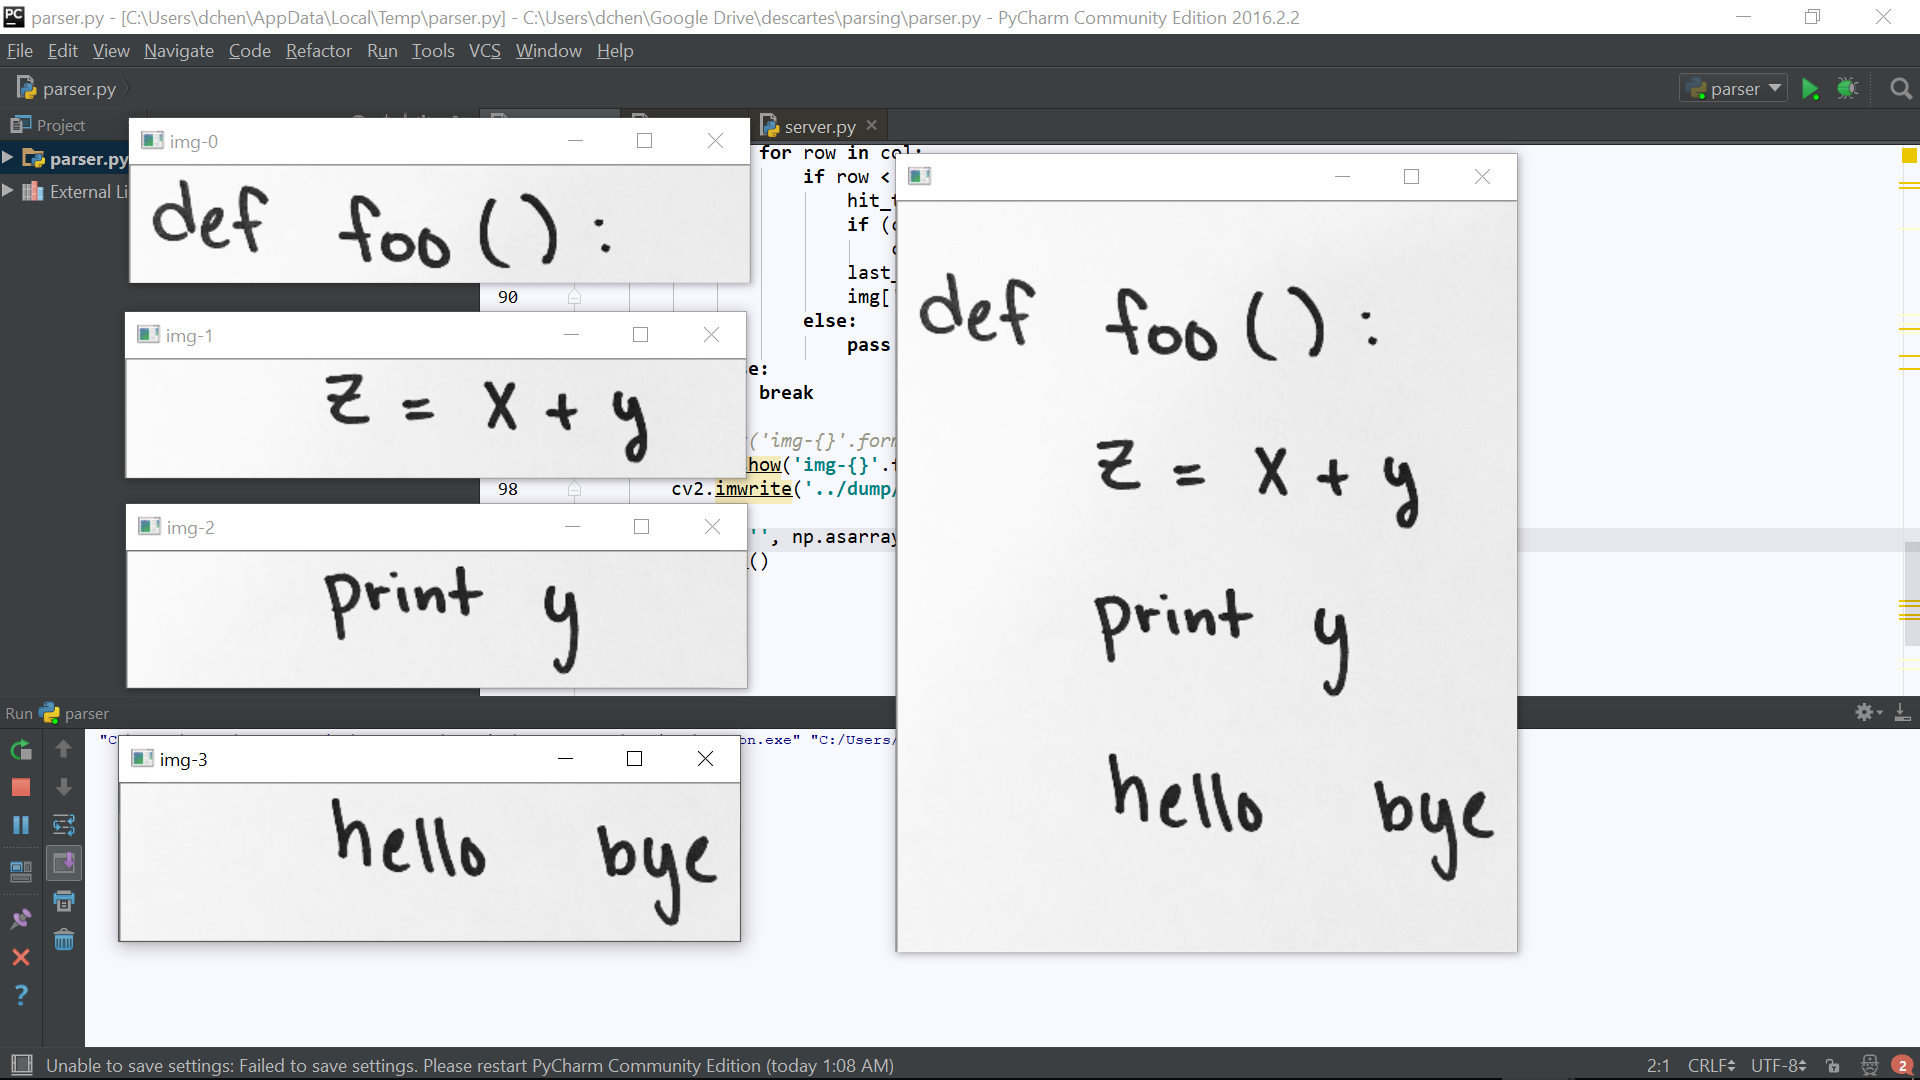 parser.py - [C:\Users\dchen\AppData\Local\Temp\parser.py] - C:\Users\dchen\Google Drive\descartes\parsing\parser.py - PyCharm Community Edition 2016.2.2
File Edit View Navigate Code Refactor Run Tools VCS Window Help
parser.py parser
Project server.py
parser.py
External Li
for row in col:
if row <
hit_
if (
last_
90 img[
else:
pass
e:
break
('img-{}'.for
how('img-{}'.
98 cv2.imwrite('../dump/
'', np.asarray
()
img-0
def foo():
img-1
z = x + y
img-2
print y
img-3
hello bye
def foo():
z = x + y
print y
hello bye
Run parser
on.exe" "C:/Users/
Unable to save settings: Failed to save settings. Please restart PyCharm Community Edition (today 1:08 AM) 2:1 CRLF UTF-8 2